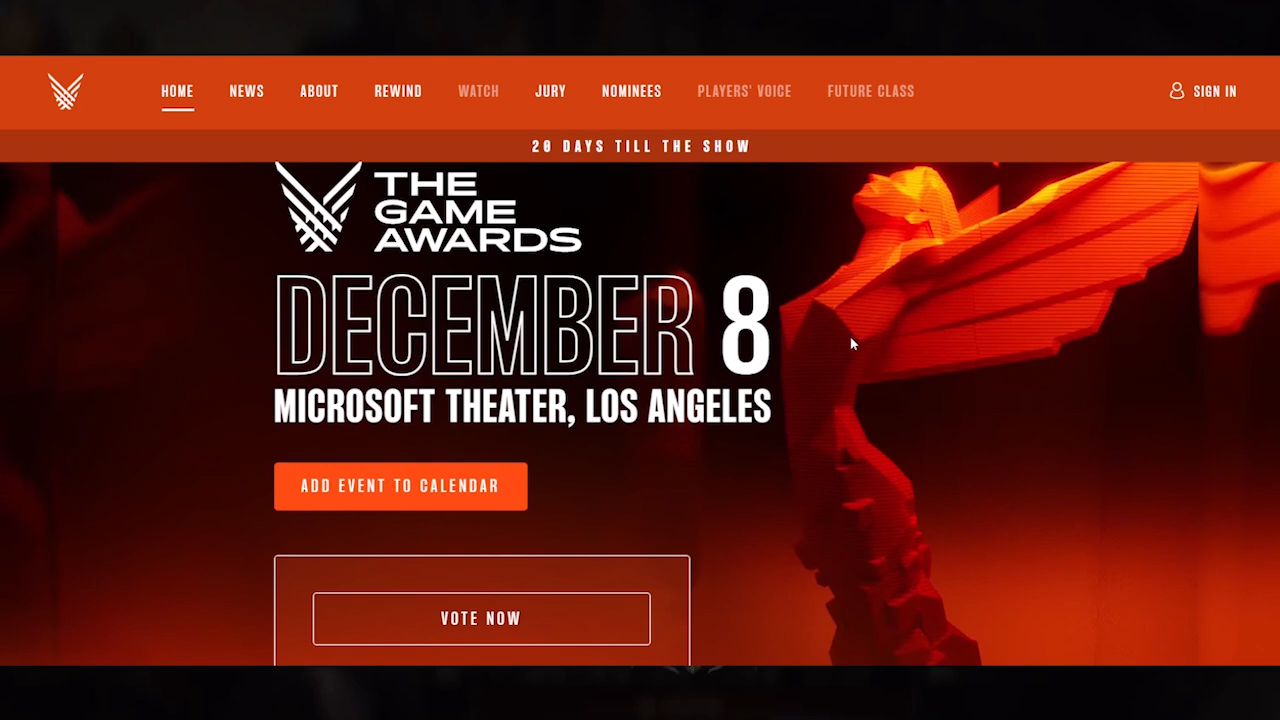 HOME NEWS ABOUT REWIND WATCH JURY NOMINEES PLAYERS' VOICE FUTURE CLASS SIGN IN
20 DAYS TILL THE SHOW
THE
GAME
AWARDS
DECEMBER 8
MICROSOFT THEATER, LOS ANGELES
ADD EVENT TO CALENDAR
VOTE NOW